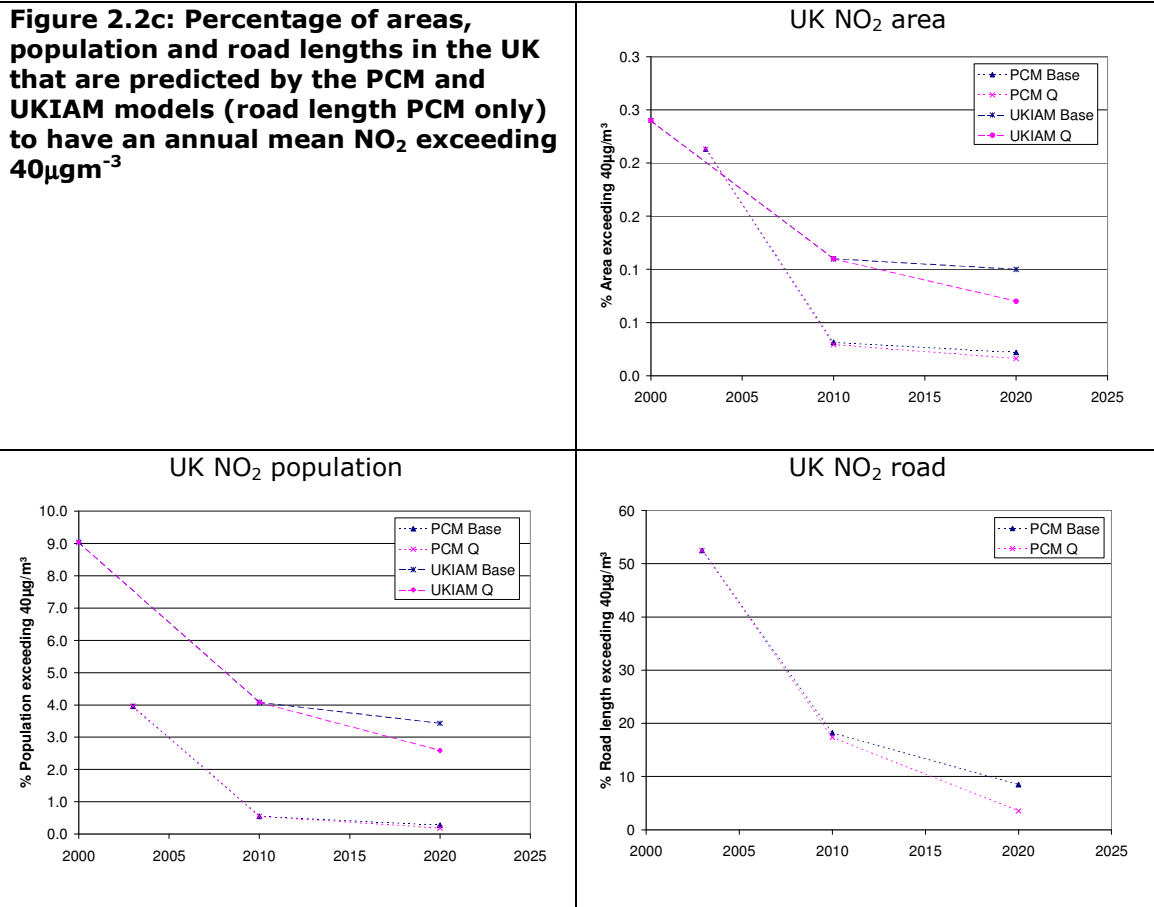 Figure 2.2c: Percentage of areas,
population and road lengths in the UK
that are predicted by the PCM and
UKIAM models (road length PCM only)
to have an annual mean NO₂ exceeding
40µgm⁻³
UK NO₂ area
% Area exceeding 40µg/m³
0.3
0.3
0.2
0.2
0.1
0.1
0.0
2000 2005 2010 2015 2020 2025
PCM Base
PCM Q
UKIAM Base
UKIAM Q
UK NO₂ population
% Population exceeding 40µg/m³
10.0
9.0
8.0
7.0
6.0
5.0
4.0
3.0
2.0
1.0
0.0
2000 2005 2010 2015 2020 2025
PCM Base
PCM Q
UKIAM Base
UKIAM Q
UK NO₂ road
% Road length exceeding 40µg/m³
60
50
40
30
20
10
0
2000 2005 2010 2015 2020 2025
PCM Base
PCM Q